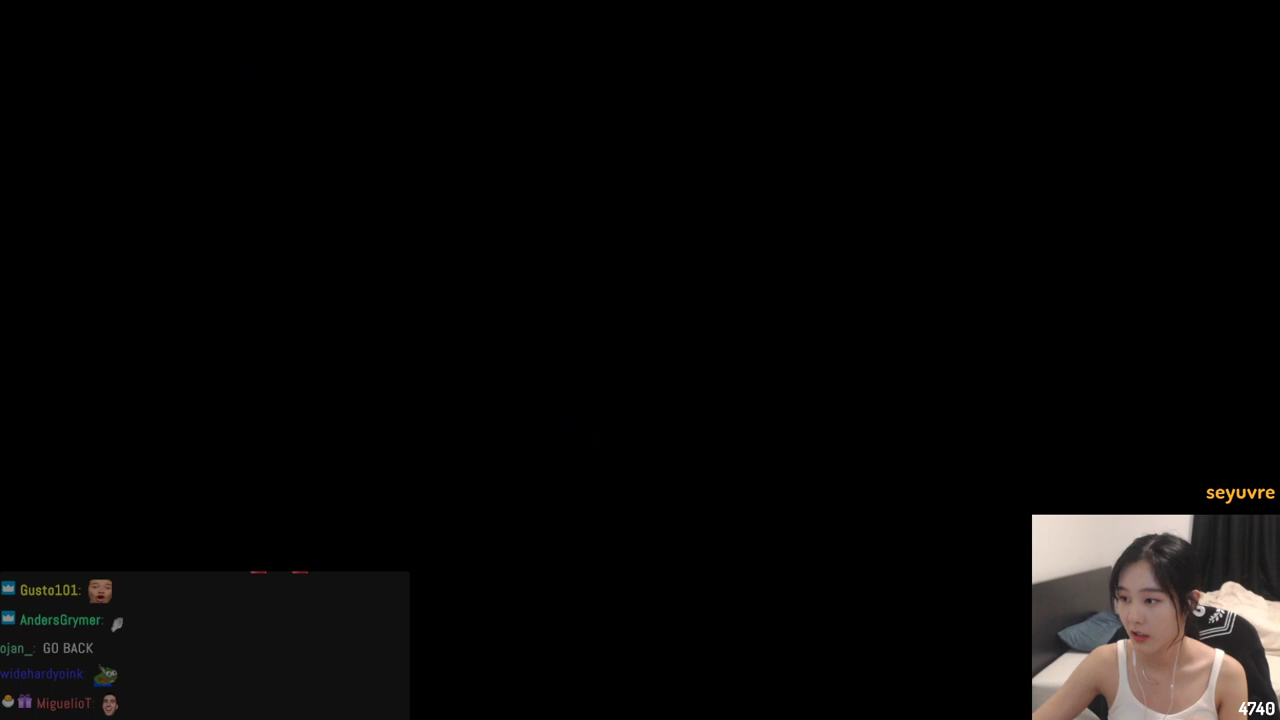 seyuvre
Gusto101:
AndersGrymer:
ojan_: GO BACK
widehardyoink:
MiguelioT:
4740